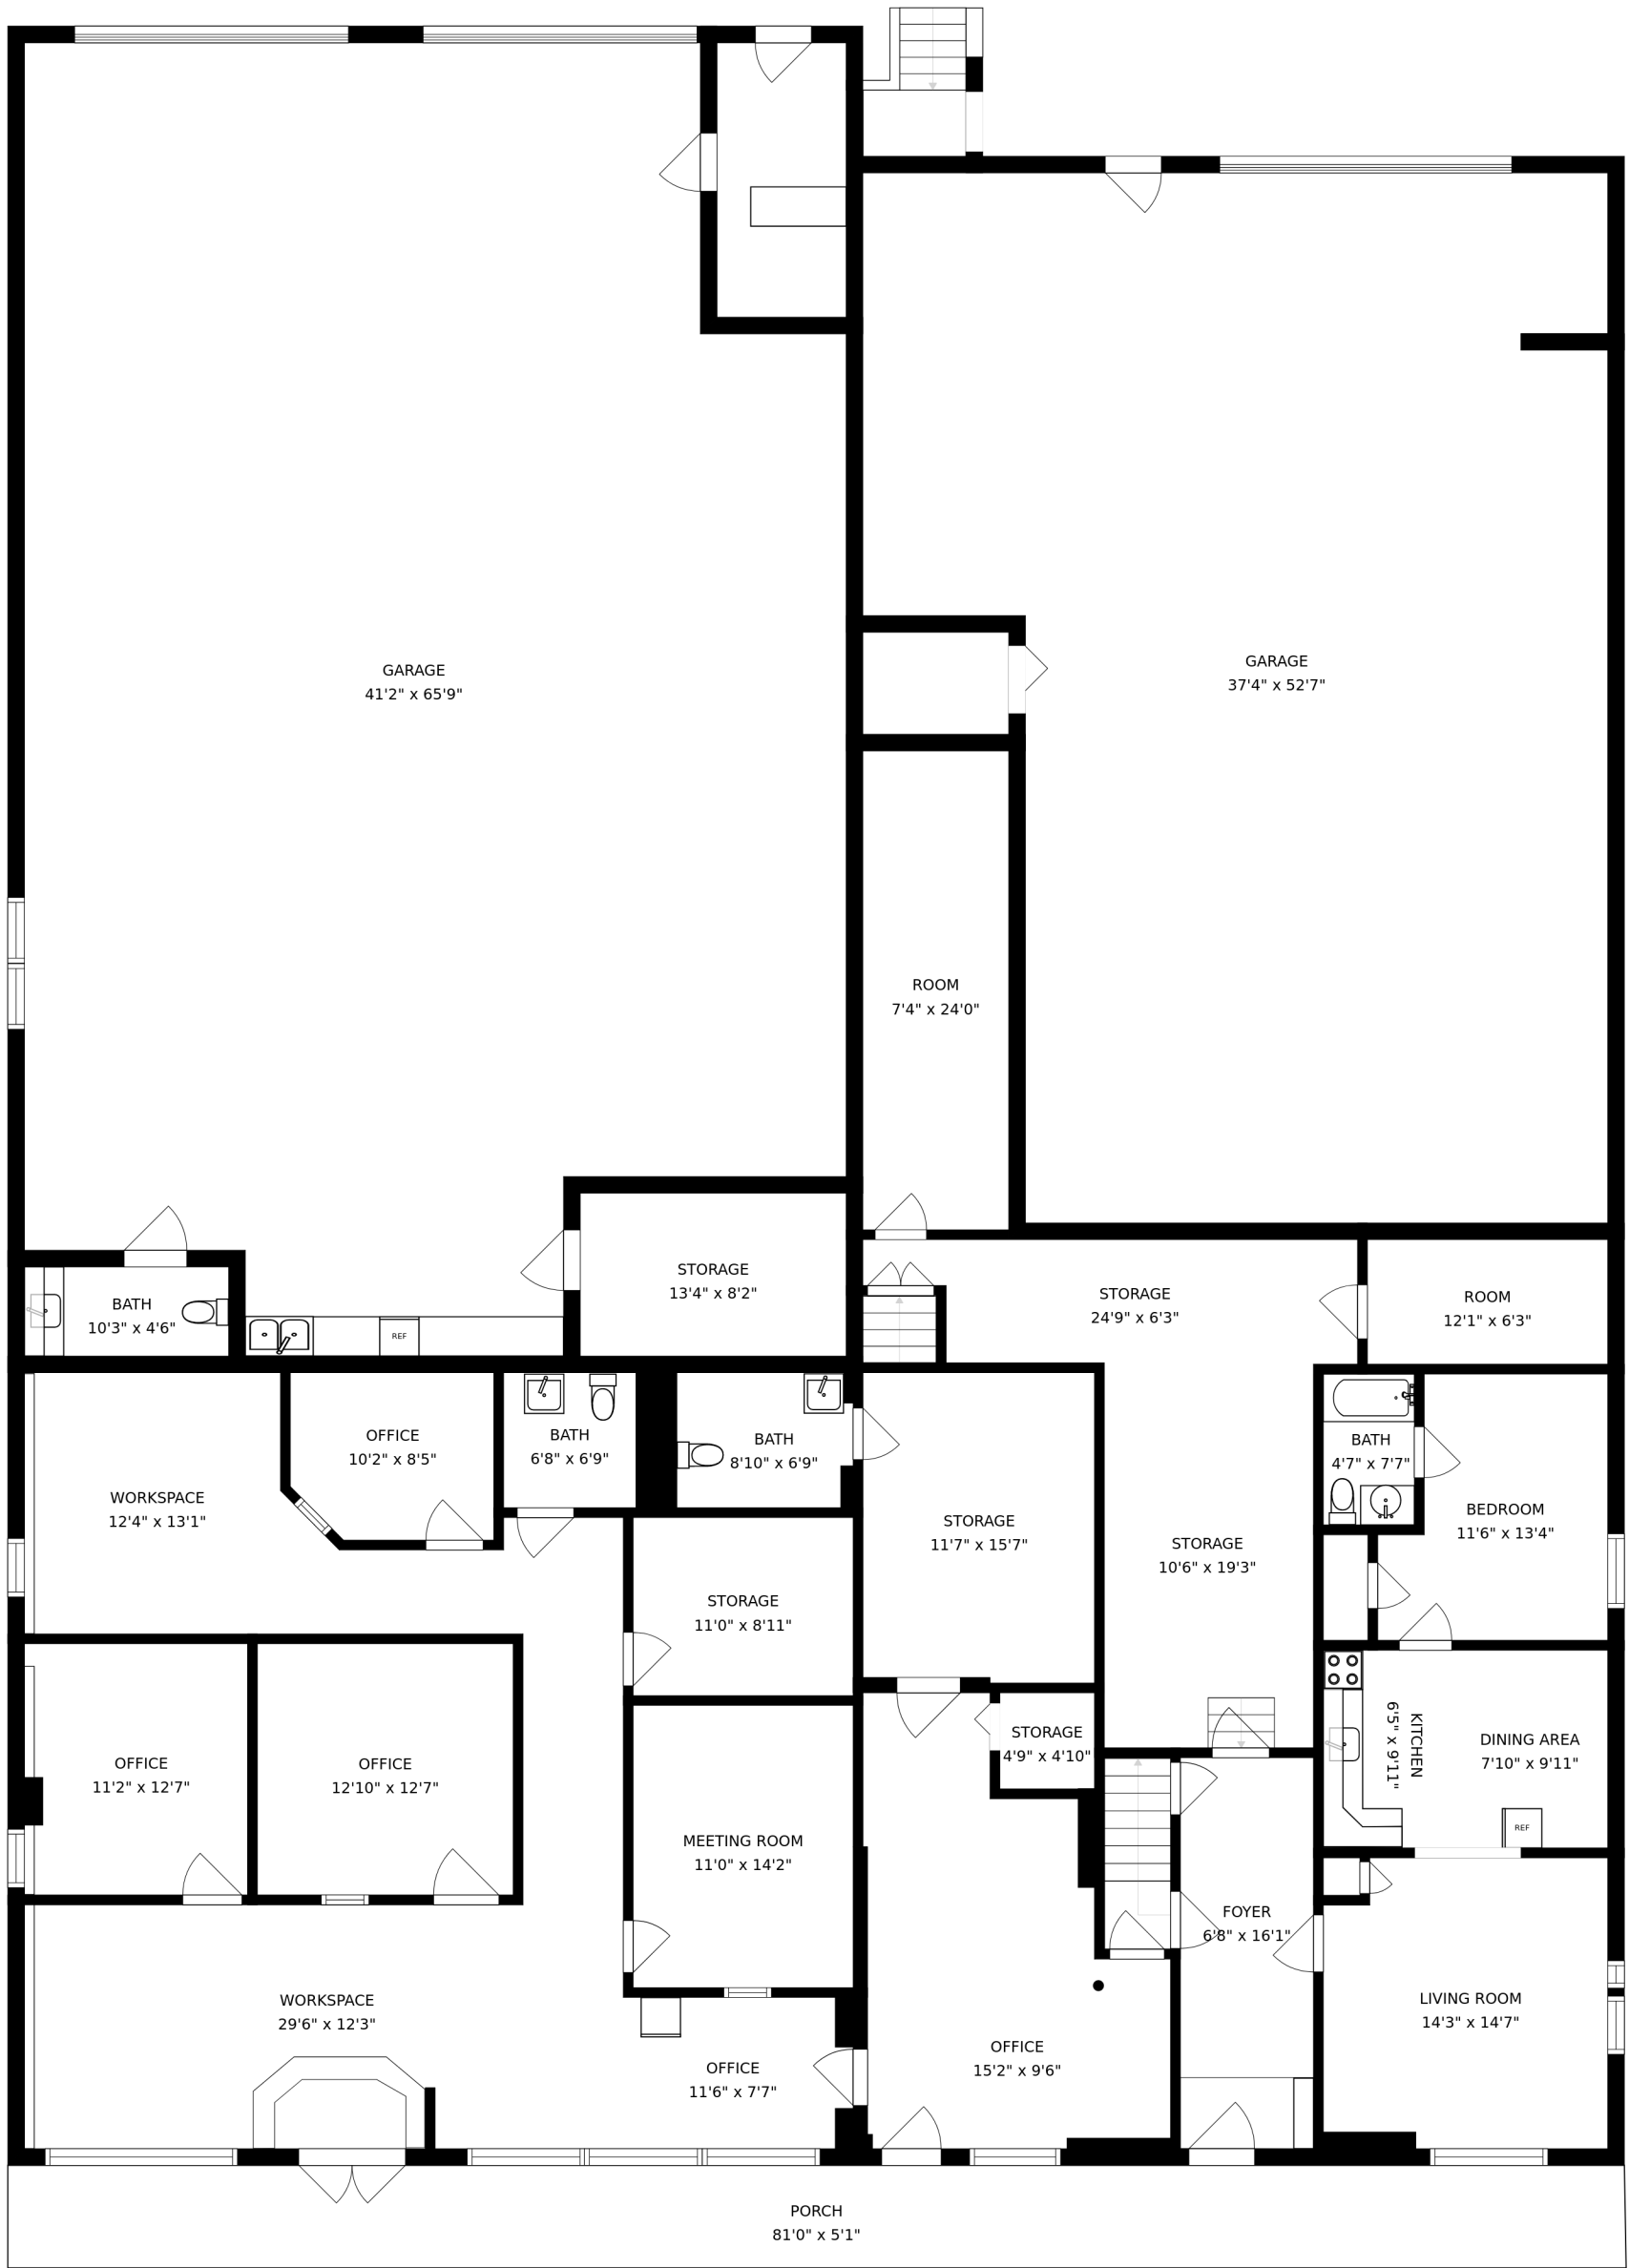 GARAGE
41'2" x 65'9"
GARAGE
37'4" x 52'7"
ROOM
7'4" x 24'0"
STORAGE
13'4" x 8'2"
STORAGE
24'9" x 6'3"
ROOM
12'1" x 6'3"
BATH
10'3" x 4'6"
REF
OFFICE
10'2" x 8'5"
BATH
6'8" x 6'9"
BATH
8'10" x 6'9"
BATH
4'7" x 7'7"
WORKSPACE
12'4" x 13'1"
STORAGE
11'7" x 15'7"
BEDROOM
11'6" x 13'4"
STORAGE
10'6" x 19'3"
STORAGE
11'0" x 8'11"
STORAGE
4'9" x 4'10"
KITCHEN
6'5" x 9'11"
DINING AREA
7'10" x 9'11"
OFFICE
11'2" x 12'7"
OFFICE
12'10" x 12'7"
REF
MEETING ROOM
11'0" x 14'2"
FOYER
6'8" x 16'1"
WORKSPACE
29'6" x 12'3"
LIVING ROOM
14'3" x 14'7"
OFFICE
15'2" x 9'6"
OFFICE
11'6" x 7'7"
PORCH
81'0" x 5'1"